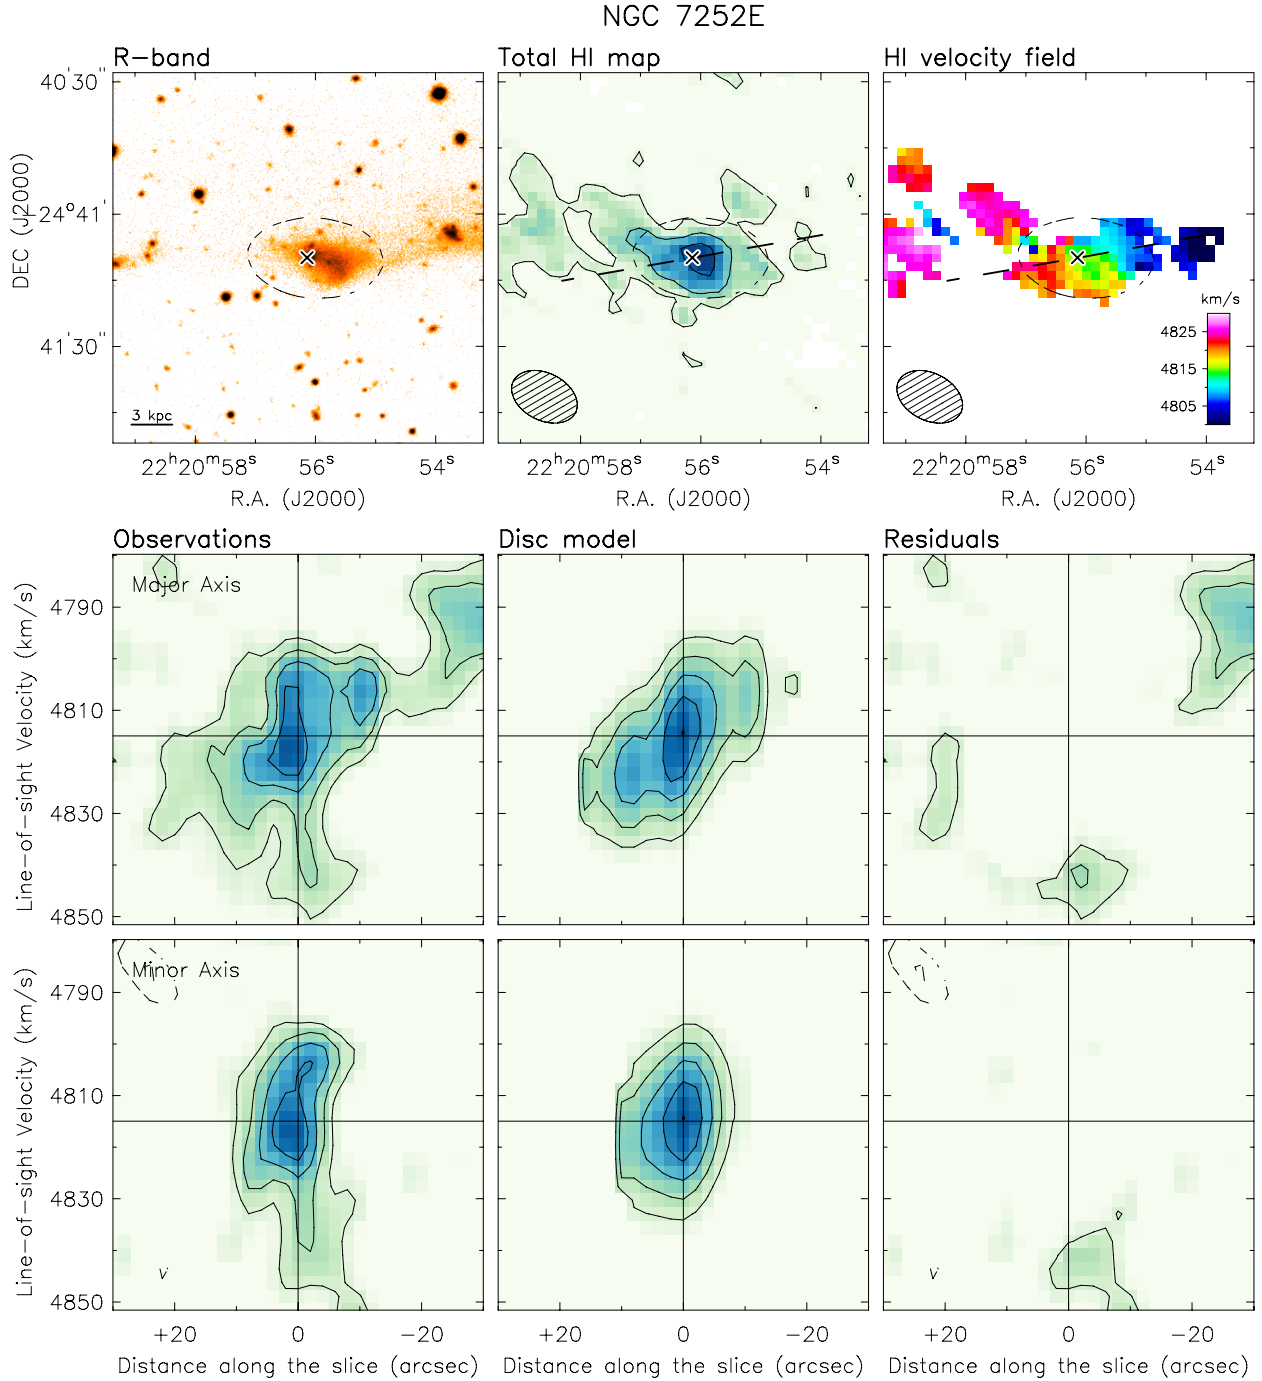 NGC 7252E
R-band Total HI map HI velocity field
40'30"
-24°41'
41'30"
DEC (J2000)
3 kpc
km/s
4825
4815
4805
22h20m58s 56s 54s 22h20m58s 56s 54s 22h20m58s 56s 54s
R.A. (J2000) R.A. (J2000) R.A. (J2000)
Observations Disc model Residuals
Major Axis
4790
4810
4830
4850
Line-of-sight Velocity (km/s)
Minor Axis
4790
4810
4830
4850
Line-of-sight Velocity (km/s)
+20 0 -20 +20 0 -20 +20 0 -20
Distance along the slice (arcsec) Distance along the slice (arcsec) Distance along the slice (arcsec)